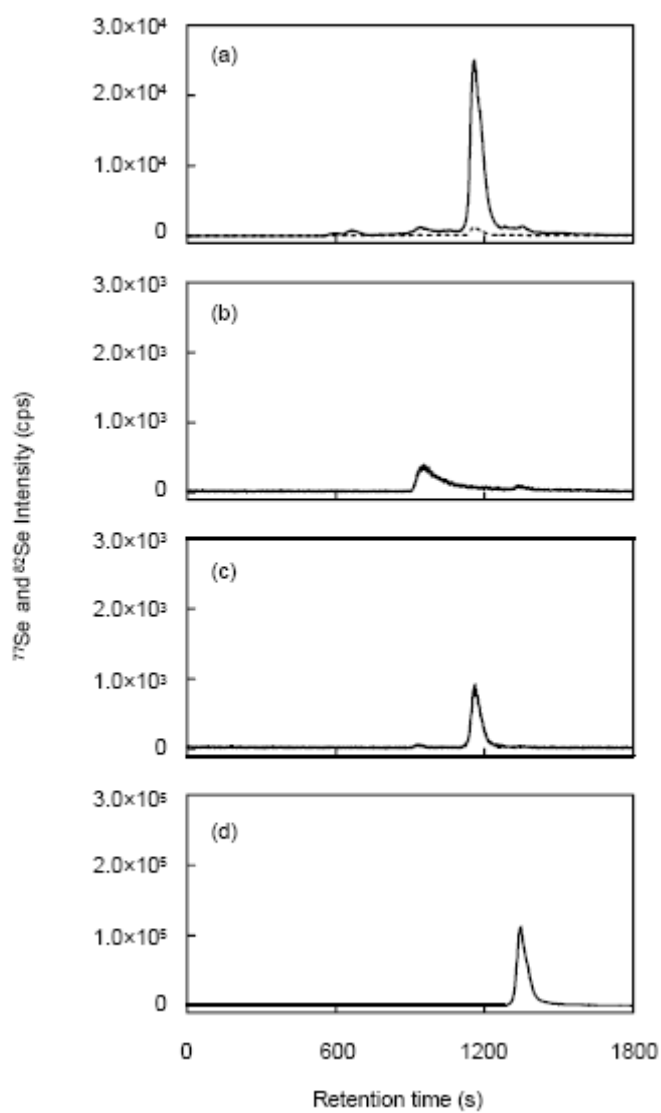 3.0×10⁴
(a)
2.0×10⁴
1.0×10⁴
0
3.0×10³
(b)
2.0×10³
1.0×10³
0
⁷⁷Se and ⁸²Se Intensity (cps)
3.0×10³
(c)
2.0×10³
1.0×10³
0
3.0×10⁵
(d)
2.0×10⁵
1.0×10⁵
0
0 600 1200 1800
Retention time (s)